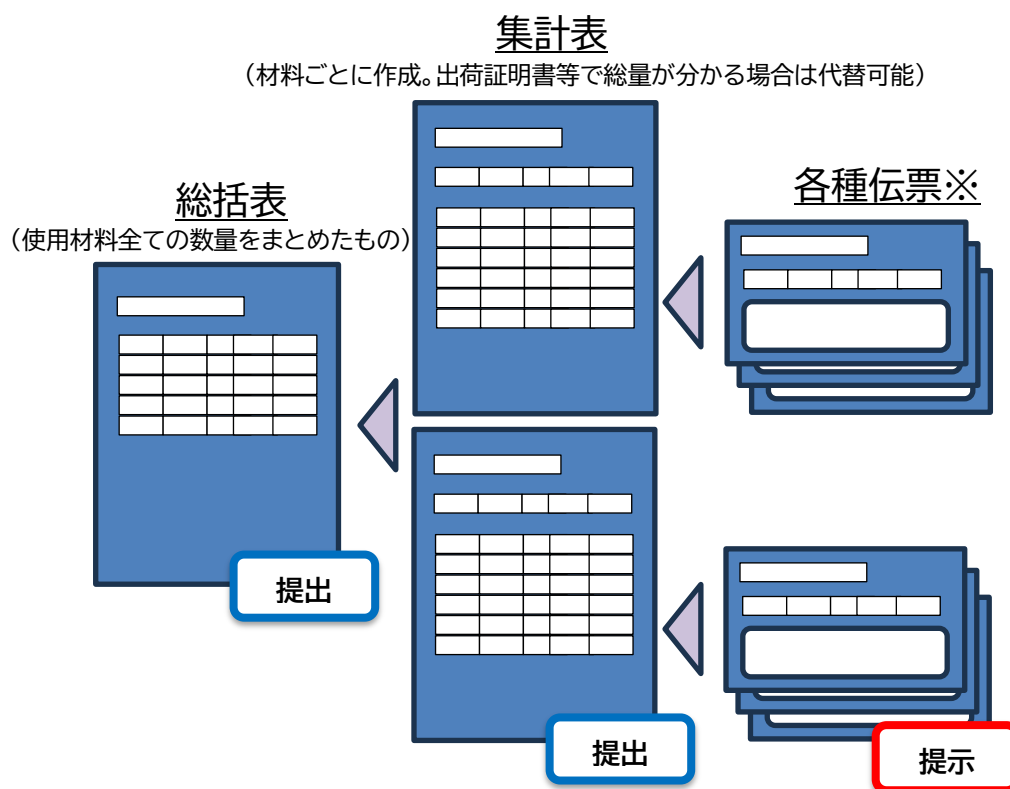 集計表
（材料ごとに作成。出荷証明書等で総量が分かる場合は代替可能）
総括表
（使用材料全ての数量をまとめたもの）
各種伝票※
提出
提出
提示